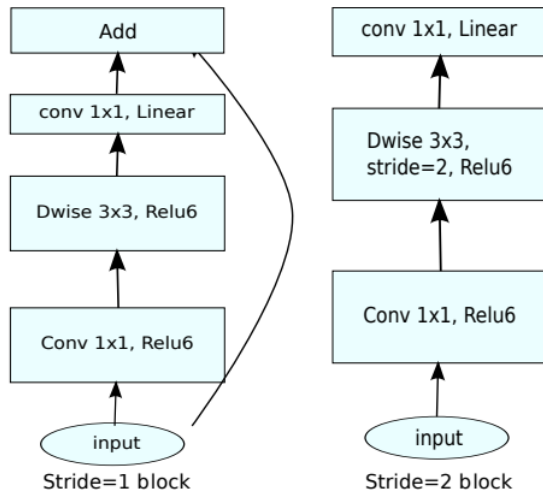 Add
conv 1x1, Linear
Dwise 3x3, Relu6
Conv 1x1, Relu6
input
Stride=1 block
conv 1x1, Linear
Dwise 3x3,
stride=2, Relu6
Conv 1x1, Relu6
input
Stride=2 block